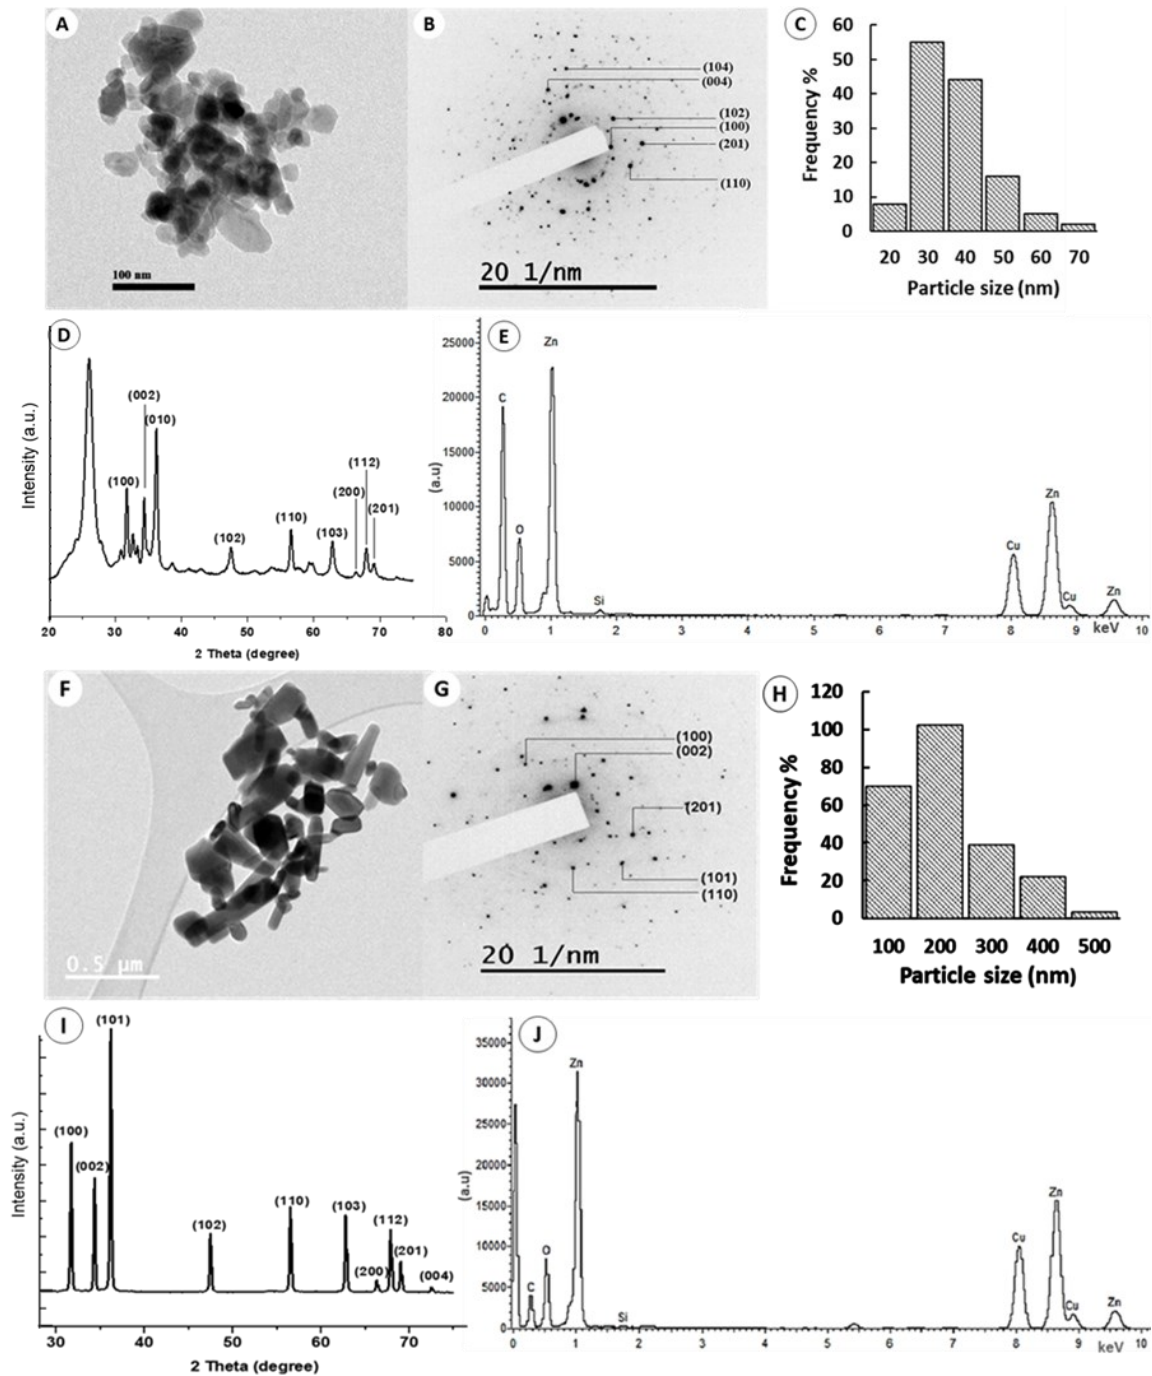 A
100 nm
B
(104)
(004)
(102)
(100)
(201)
(110)
20 1/nm
C
Frequency %
60
50
40
30
20
10
0
20 30 40 50 60 70
Particle size (nm)
D
Intensity (a.u.)
(100)
(002)
(010)
(102)
(110)
(103)
(200)
(112)
(201)
20 30 40 50 60 70 80
2 Theta (degree)
E
(a.u)
25000
20000
15000
10000
5000
0
C
O
Zn
Si
Cu
Zn
Cu
Zn
0 1 2 3 4 5 6 7 8 9 keV 10
F
0.5 μm
G
(100)
(002)
(201)
(101)
(110)
20 1/nm
H
Frequency %
120
100
80
60
40
20
0
100 200 300 400 500
Particle size (nm)
I
Intensity (a.u.)
(100)
(002)
(101)
(102)
(110)
(103)
(200)
(112)
(201)
(004)
30 40 50 60 70
2 Theta (degree)
J
(a.u)
35000
30000
25000
20000
15000
10000
5000
0
C
O
Zn
Si
Cu
Zn
Cu
Zn
0 1 2 3 4 5 6 7 8 9 keV 10